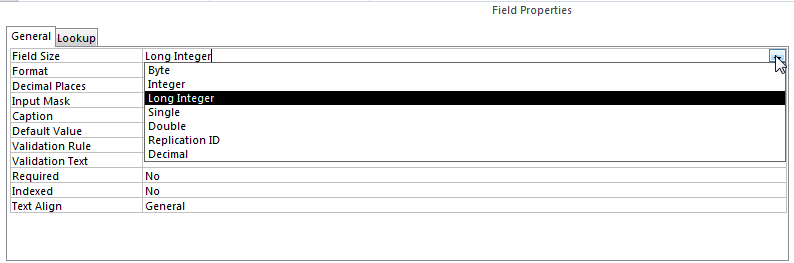 Field Properties
General Lookup
Field Size Long Integer
Format Byte
Decimal Places Integer
Input Mask Long Integer
Caption Single
Default Value Double
Validation Rule Replication ID
Validation Text Decimal
Required No
Indexed No
Text Align General